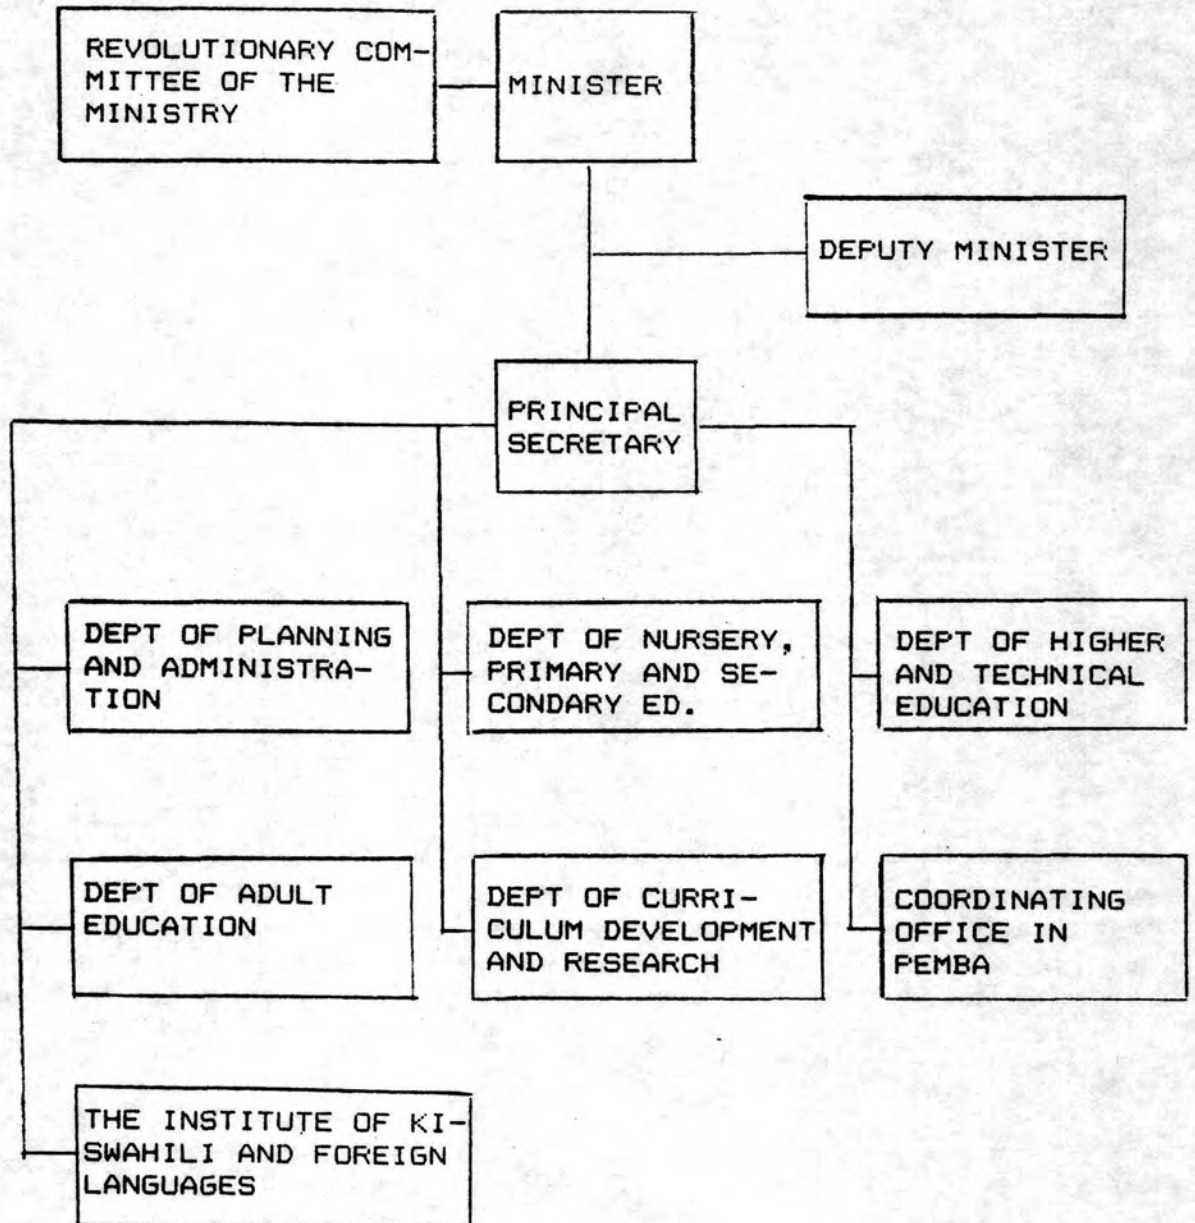 REVOLUTIONARY COM-
MITTEE OF THE
MINISTRY
MINISTER
DEPUTY MINISTER
PRINCIPAL
SECRETARY
DEPT OF PLANNING
AND ADMINISTRA-
TION
DEPT OF NURSERY,
PRIMARY AND SE-
CONDARY ED.
DEPT OF HIGHER
AND TECHNICAL
EDUCATION
DEPT OF ADULT
EDUCATION
DEPT OF CURRI-
CULUM DEVELOPMENT
AND RESEARCH
COORDINATING
OFFICE IN
PEMBA
THE INSTITUTE OF KI-
SWAHILI AND FOREIGN
LANGUAGES